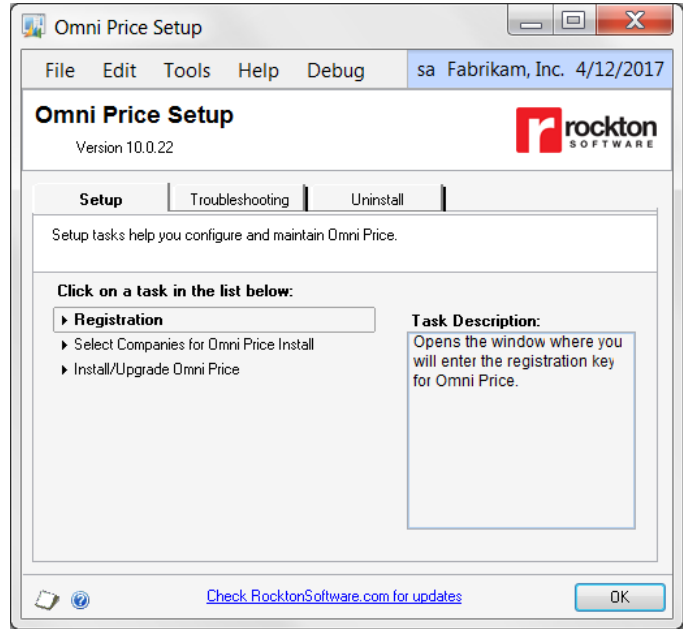 Omni Price Setup
File Edit Tools Help Debug sa Fabrikam, Inc. 4/12/2017
Omni Price Setup
Version 10.0.22
rockton
SOFTWARE
Setup Troubleshooting Uninstall
Setup tasks help you configure and maintain Omni Price.
Click on a task in the list below:
Registration
Select Companies for Omni Price Install
Install/Upgrade Omni Price
Task Description:
Opens the window where you
will enter the registration key
for Omni Price.
Check RocktonSoftware.com for updates
OK